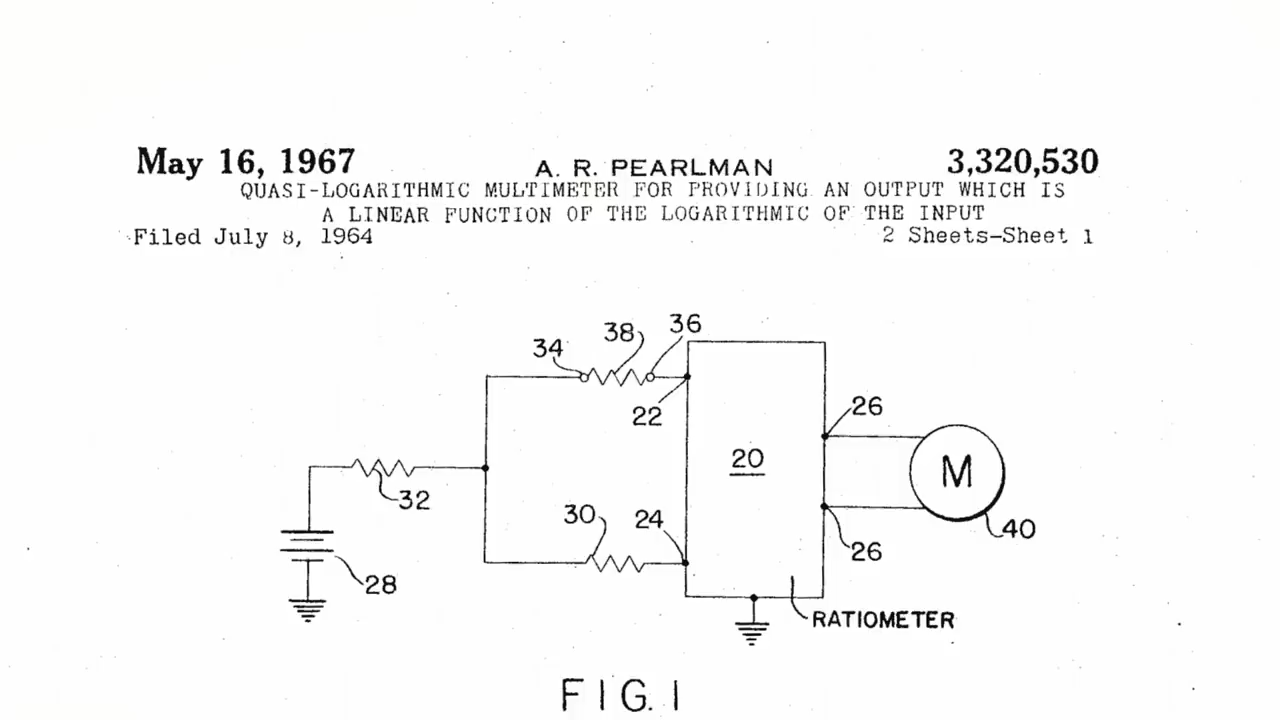 May 16, 1967 A. R. PEARLMAN 3,320,530
QUASI-LOGARITHMIC MULTIMETER FOR PROVIDING AN OUTPUT WHICH IS
A LINEAR FUNCTION OF THE LOGARITHMIC OF THE INPUT
Filed July 8, 1964 2 Sheets-Sheet 1
34 38 36
22
26
20
M
32
30 24
26
40
28
RATIOMETER
FIG.1